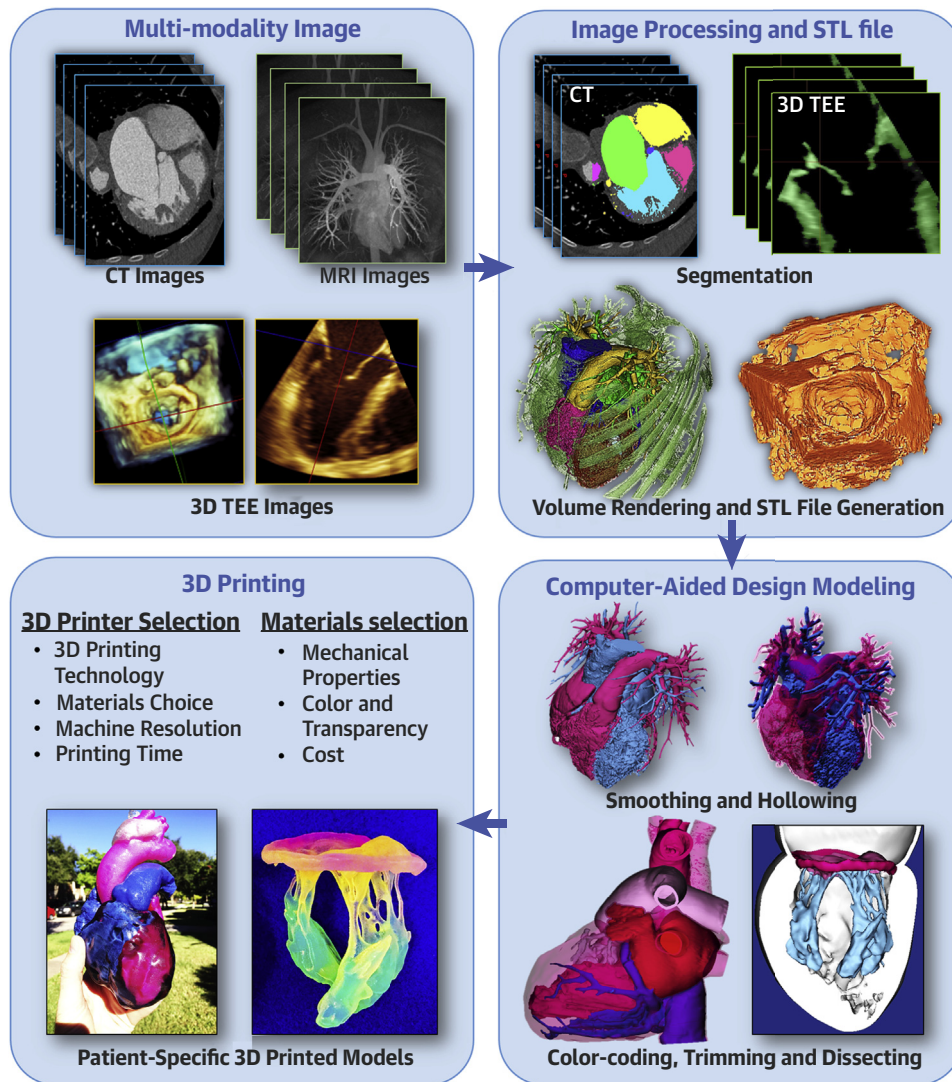 Multi-modality Image
CT Images
MRI Images
3D TEE Images
Image Processing and STL file
CT
3D TEE
Segmentation
Volume Rendering and STL File Generation
Computer-Aided Design Modeling
Smoothing and Hollowing
Color-coding, Trimming and Dissecting
3D Printing
3D Printer Selection
• 3D Printing
Technology
• Materials Choice
• Machine Resolution
• Printing Time
Materials selection
• Mechanical
Properties
• Color and
Transparency
• Cost
Patient-Specific 3D Printed Models